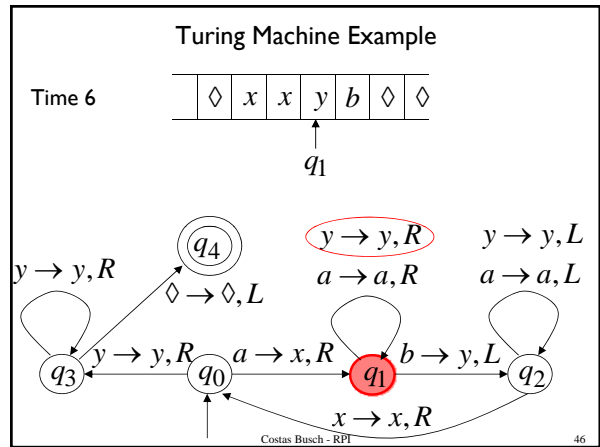 Turing Machine Example
Time 6
◊ x x y b ◊ ◊
q₁
y → y, R
y → y, L
q₄
y → y, R
a → a, R
a → a, L
◊ → ◊, L
y → y, R
a → x, R
b → y, L
q₃
q₀
q₁
q₂
x → x, R
Costas Busch - RPI
46